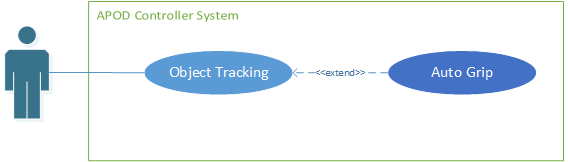 APOD Controller System
Object Tracking
<<extend>>
Auto Grip